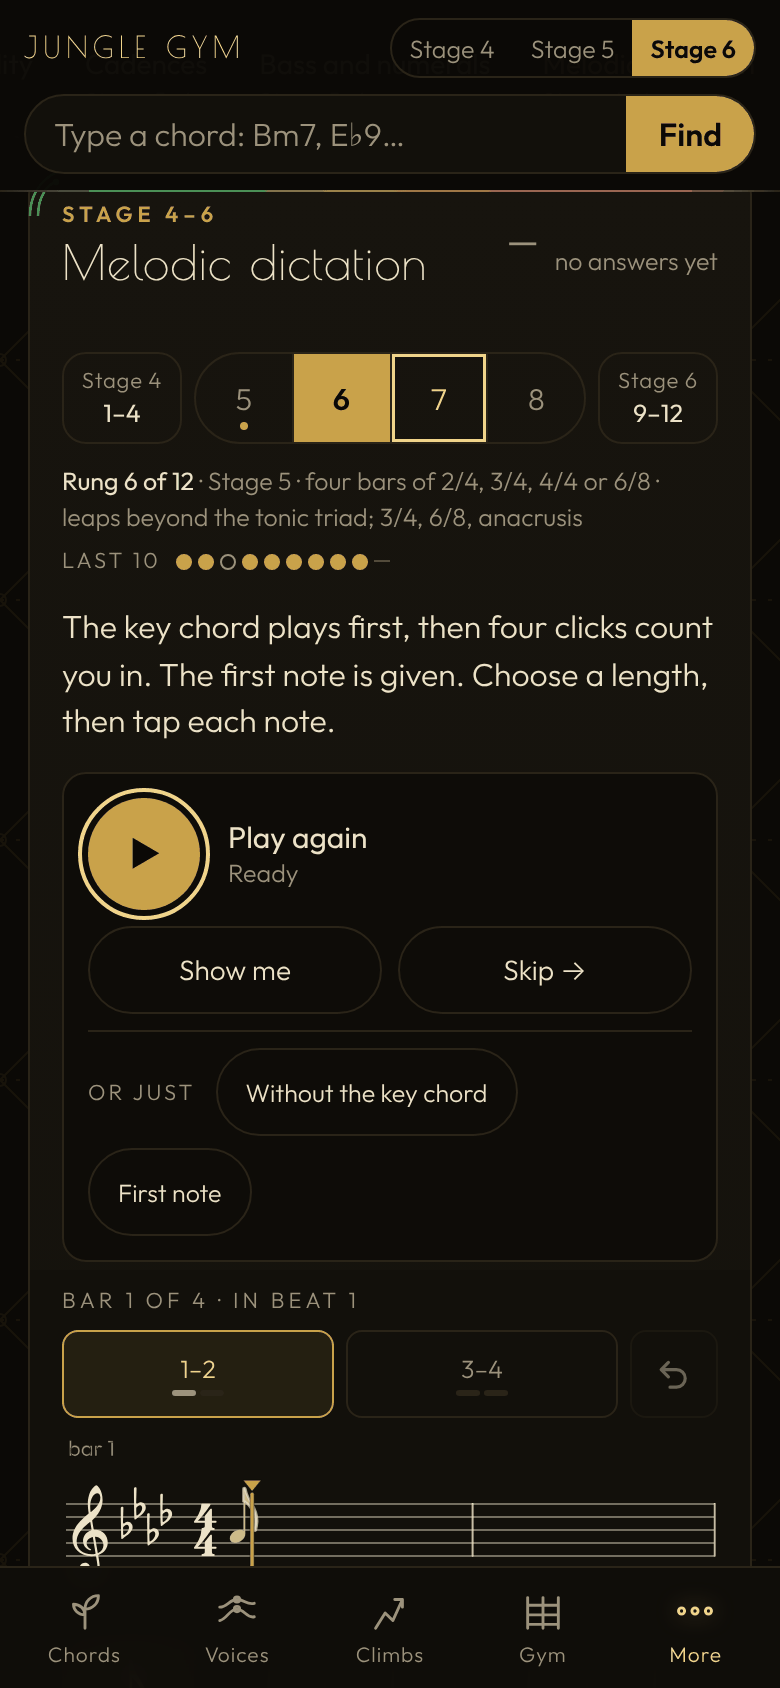 JUNGLE GYM
Stage 4 Stage 5 Stage 6
Cadences Bass and numerals
Type a chord: Bm7, E♭9...
Find
STAGE 4–6
Melodic dictation
— no answers yet
Stage 4
1–4
5 6 7 8
Stage 6
9–12
Rung 6 of 12 · Stage 5 · four bars of 2/4, 3/4, 4/4 or 6/8 ·
leaps beyond the tonic triad; 3/4, 6/8, anacrusis
LAST 10
The key chord plays first, then four clicks count
you in. The first note is given. Choose a length,
then tap each note.
Play again
Ready
Show me
Skip →
OR JUST
Without the key chord
First note
BAR 1 OF 4 · IN BEAT 1
1–2
3–4
bar 1
4
4
Chords Voices Climbs Gym More